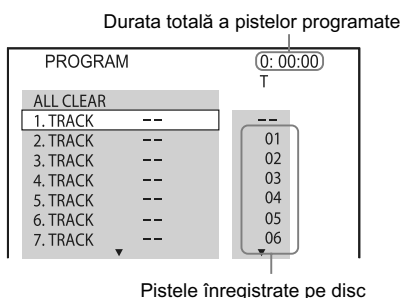 Durata totală a pistelor programate
PROGRAM 0: 00:00
T
ALL CLEAR
1. TRACK -- --
2. TRACK -- 01
3. TRACK -- 02
4. TRACK -- 03
5. TRACK -- 04
6. TRACK -- 05
7. TRACK -- 06
Pistele înregistrate pe disc